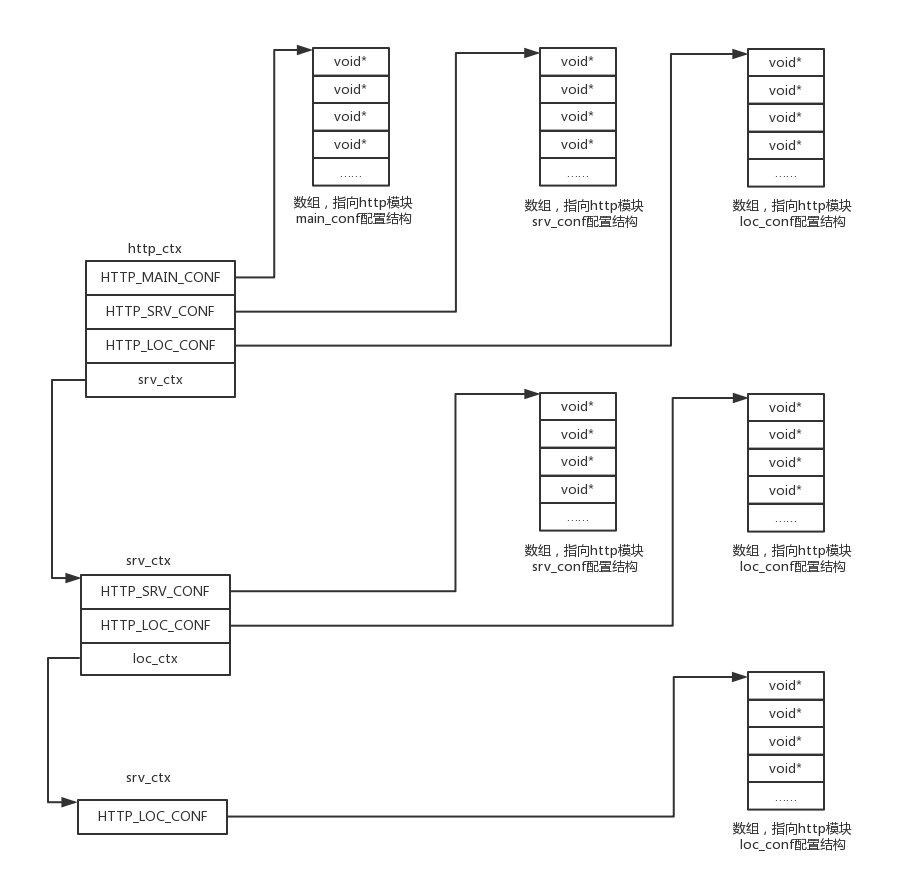 void*
void*
void*
void*
......
数组，指向http模块
main_conf配置结构
void*
void*
void*
void*
......
数组，指向http模块
srv_conf配置结构
void*
void*
void*
void*
......
数组，指向http模块
loc_conf配置结构
http_ctx
HTTP_MAIN_CONF
HTTP_SRV_CONF
HTTP_LOC_CONF
srv_ctx
void*
void*
void*
void*
......
数组，指向http模块
srv_conf配置结构
void*
void*
void*
void*
......
数组，指向http模块
loc_conf配置结构
srv_ctx
HTTP_SRV_CONF
HTTP_LOC_CONF
loc_ctx
void*
void*
void*
void*
......
数组，指向http模块
loc_conf配置结构
srv_ctx
HTTP_LOC_CONF